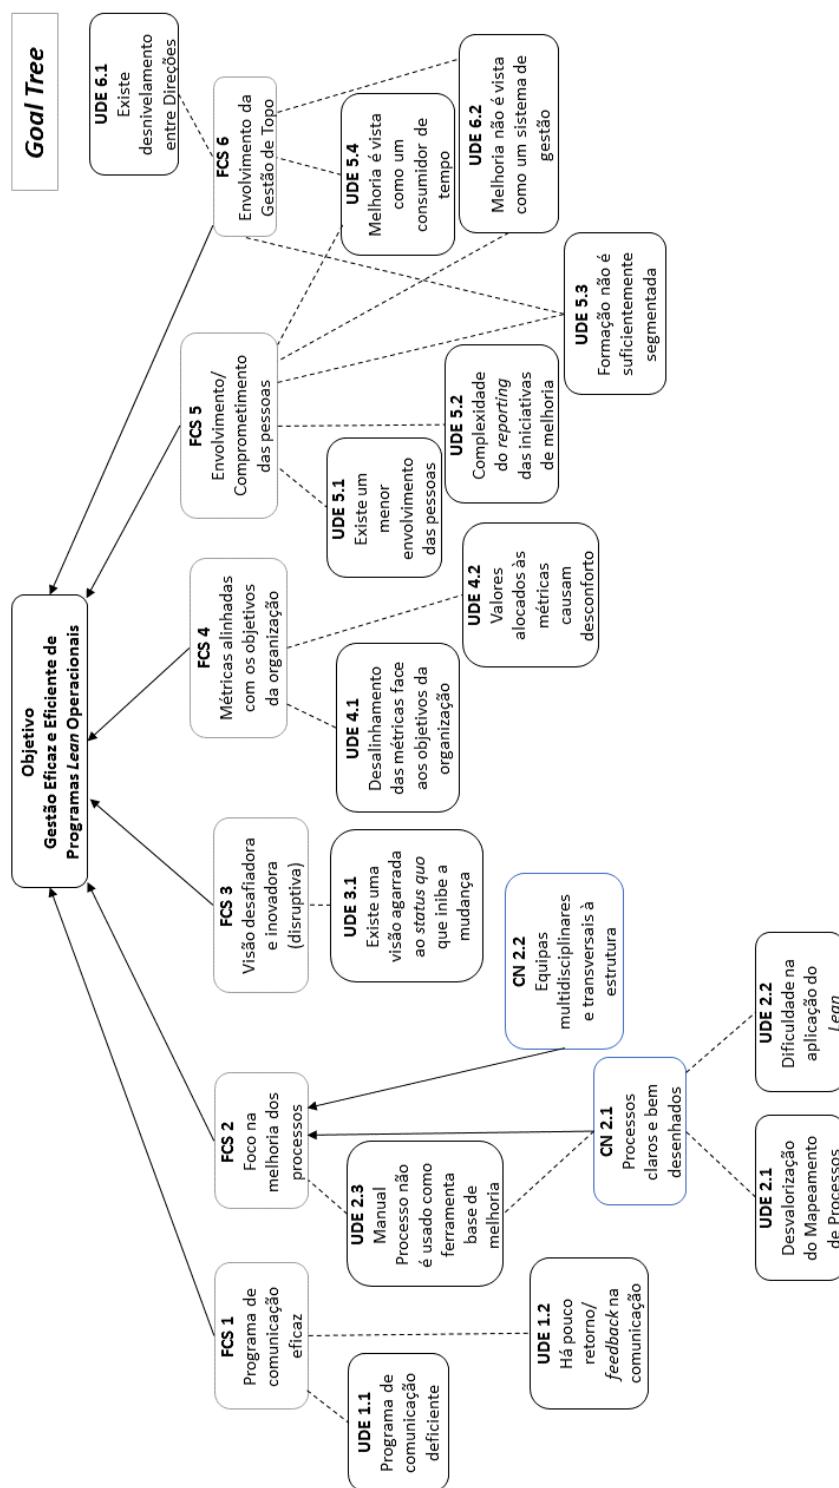 Goal Tree
Objetivo
Gestão Eficaz e Eficiente de
Programas Lean Operacionais
FCS 1
Programa de
comunicação
eficaz
FCS 2
Foco na
melhoria dos
processos
FCS 3
Visão desafiadora
e inovadora
(disruptiva)
FCS 4
Métricas alinhadas
com os objetivos
da organização
FCS 5
Envolvimento/
Comprometimento
das pessoas
FCS 6
Envolvimento da
Gestão de Topo
UDE 6.1
Existe
desnivelamento
entre Direções
UDE 1.1
Programa de
comunicação
deficiente
UDE 1.2
Há pouco
retorno/
feedback na
comunicação
UDE 2.3
Manual
Processo não
é usado como
ferramenta
base de
melhoria
CN 2.1
Processos
claros e bem
desenhados
CN 2.2
Equipas
multidisciplinares
e transversais à
estrutura
UDE 2.1
Desvalorização
do Mapeamento
de Processos
UDE 2.2
Dificuldade na
aplicação do
Lean
UDE 3.1
Existe uma
visão agarrada
ao status quo
que inibe a
mudança
UDE 4.1
Desalinhamento
das métricas face
aos objetivos da
organização
UDE 4.2
Valores
alocados às
métricas
causam
desconforto
UDE 5.1
Existe um
menor
envolvimento
das pessoas
UDE 5.2
Complexidade
do reporting
das iniciativas
de melhoria
UDE 5.3
Formação não é
suficientemente
segmentada
UDE 5.4
Melhoria é vista
como um
consumidor de
tempo
UDE 6.2
Melhoria não é vista
como um sistema de
gestão